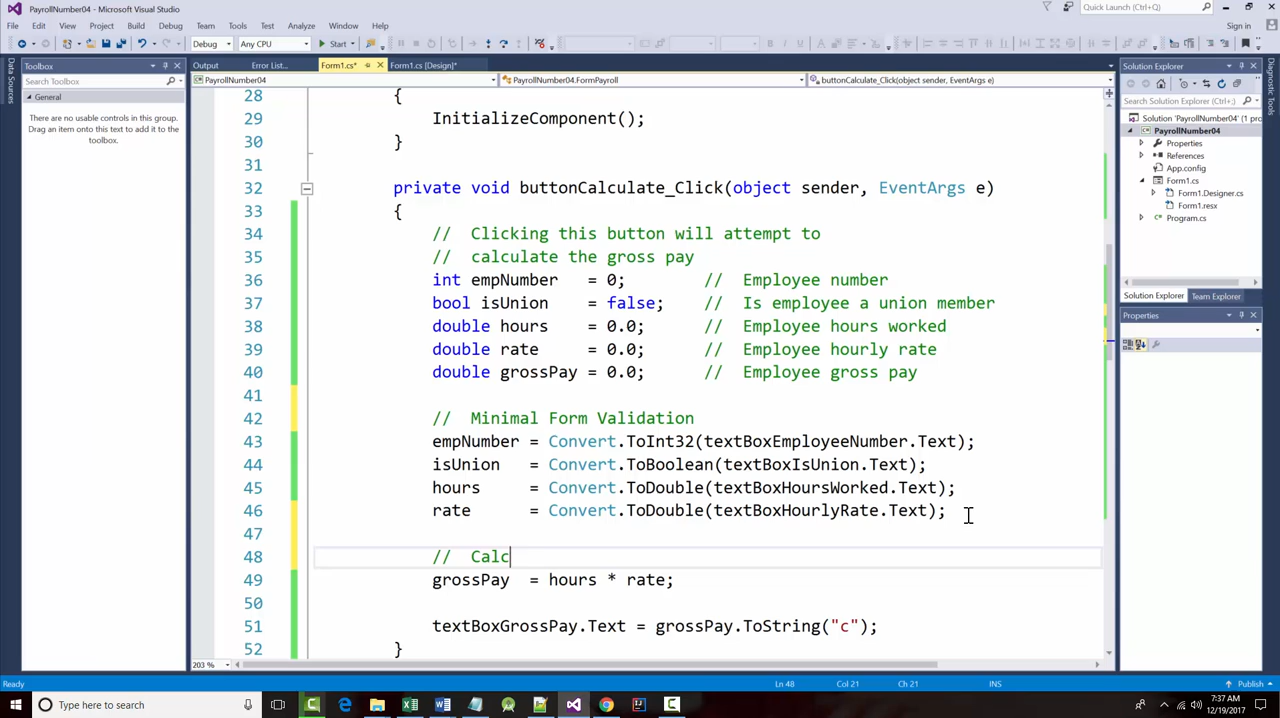 PayrollNumber04 - Microsoft Visual Studio
Quick Launch (Ctrl+Q)
File Edit View Project Build Debug Team Tools Test Analyze Window Help
Sign in
Debug Any CPU Start
Data Sources
Toolbox
Search Toolbox
General
There are no usable controls in this group.
Drag an item onto this text to add it to the
toolbox.
Output Error List... Form1.cs* Form1.cs [Design]*
PayrollNumber04 PayrollNumber04.FormPayroll buttonCalculate_Click(object sender, EventArgs e)
28 {
29 InitializeComponent();
30 }
31
32 private void buttonCalculate_Click(object sender, EventArgs e)
33 {
34 // Clicking this button will attempt to
35 // calculate the gross pay
36 int empNumber = 0; // Employee number
37 bool isUnion = false; // Is employee a union member
38 double hours = 0.0; // Employee hours worked
39 double rate = 0.0; // Employee hourly rate
40 double grossPay = 0.0; // Employee gross pay
41
42 // Minimal Form Validation
43 empNumber = Convert.ToInt32(textBoxEmployeeNumber.Text);
44 isUnion = Convert.ToBoolean(textBoxIsUnion.Text);
45 hours = Convert.ToDouble(textBoxHoursWorked.Text);
46 rate = Convert.ToDouble(textBoxHourlyRate.Text);
47
48 // Calc
49 grossPay = hours * rate;
50
51 textBoxGrossPay.Text = grossPay.ToString("c");
52 }
203 %
Solution Explorer
Search Solution Explorer (Ctrl+;)
Solution 'PayrollNumber04' (1 pro
PayrollNumber04
Properties
References
App.config
Form1.cs
Form1.Designer.cs
Form1.resx
Program.cs
Solution Explorer Team Explorer
Properties
Diagnostic Tools
Ready Ln 48 Col 21 Ch 21 INS Publish
Type here to search
7:37 AM
12/19/2017